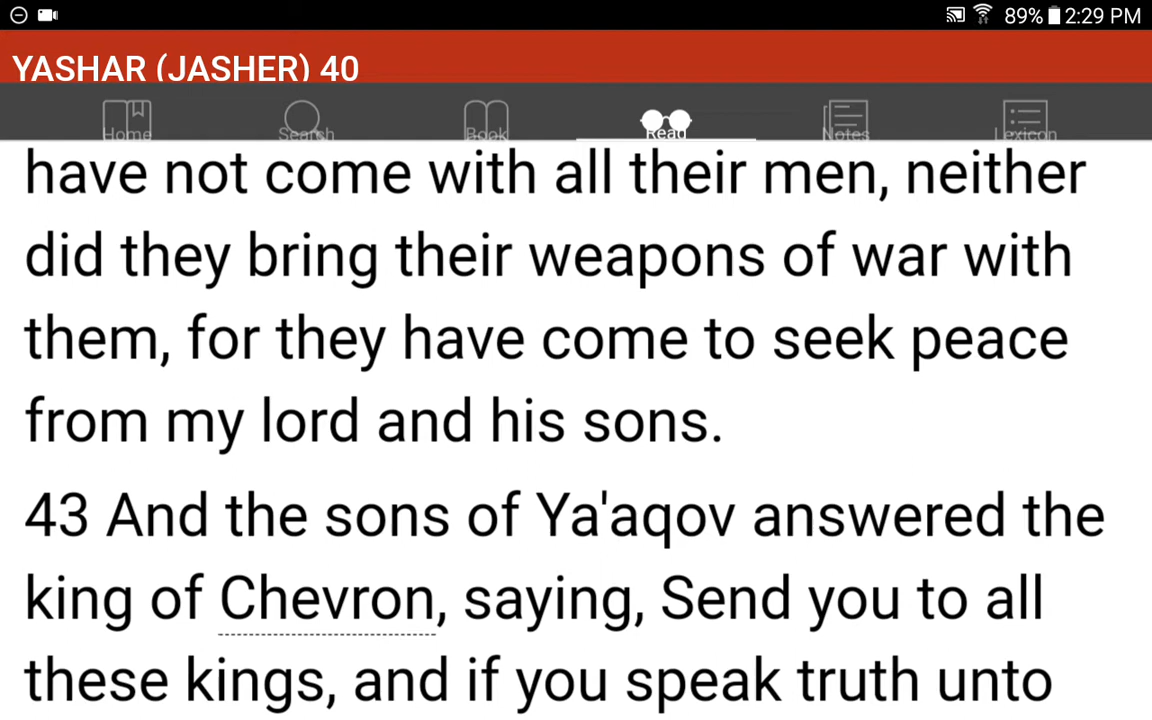 89% 2:29 PM
YASHAR (JASHER) 40
Home Search Book Read Notes Lexicon
have not come with all their men, neither
did they bring their weapons of war with
them, for they have come to seek peace
from my lord and his sons.
43 And the sons of Ya'aqov answered the
king of Chevron, saying, Send you to all
these kings, and if you speak truth unto